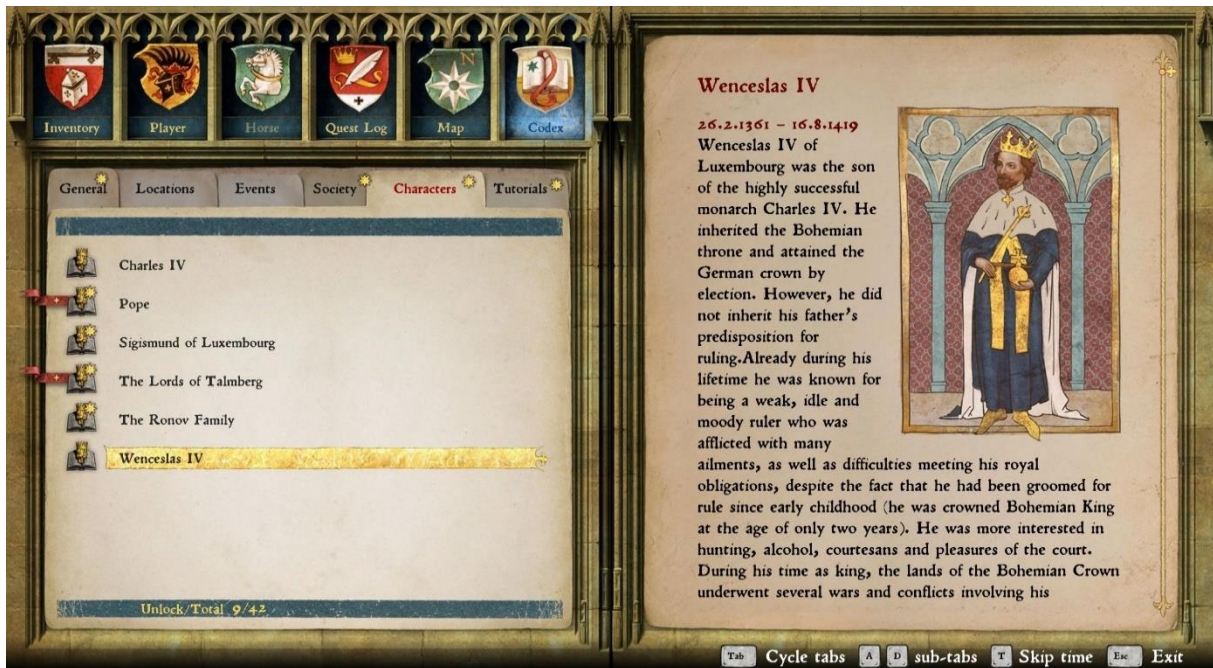 Inventory
Player
Horse
Quest Log
Map
N
Codex
General
Locations
Events
Society
Characters
Tutorials
Charles IV
Pope
Sigismund of Luxembourg
The Lords of Talmberg
The Ronov Family
Wenceslas IV
Unlock/Total 9/42
Wenceslas IV
26.2.1361 - 16.8.1419
Wenceslas IV of
Luxembourg was the son
of the highly successful
monarch Charles IV. He
inherited the Bohemian
throne and attained the
German crown by
election. However, he did
not inherit his father's
predisposition for
ruling.Already during his
lifetime he was known for
being a weak, idle and
moody ruler who was
afflicted with many
ailments, as well as difficulties meeting his royal
obligations, despite the fact that he had been groomed for
rule since early childhood (he was crowned Bohemian King
at the age of only two years). He was more interested in
hunting, alcohol, courtesans and pleasures of the court.
During his time as king, the lands of the Bohemian Crown
underwent several wars and conflicts involving his
Tab Cycle tabs A D sub-tabs T Skip time Esc Exit